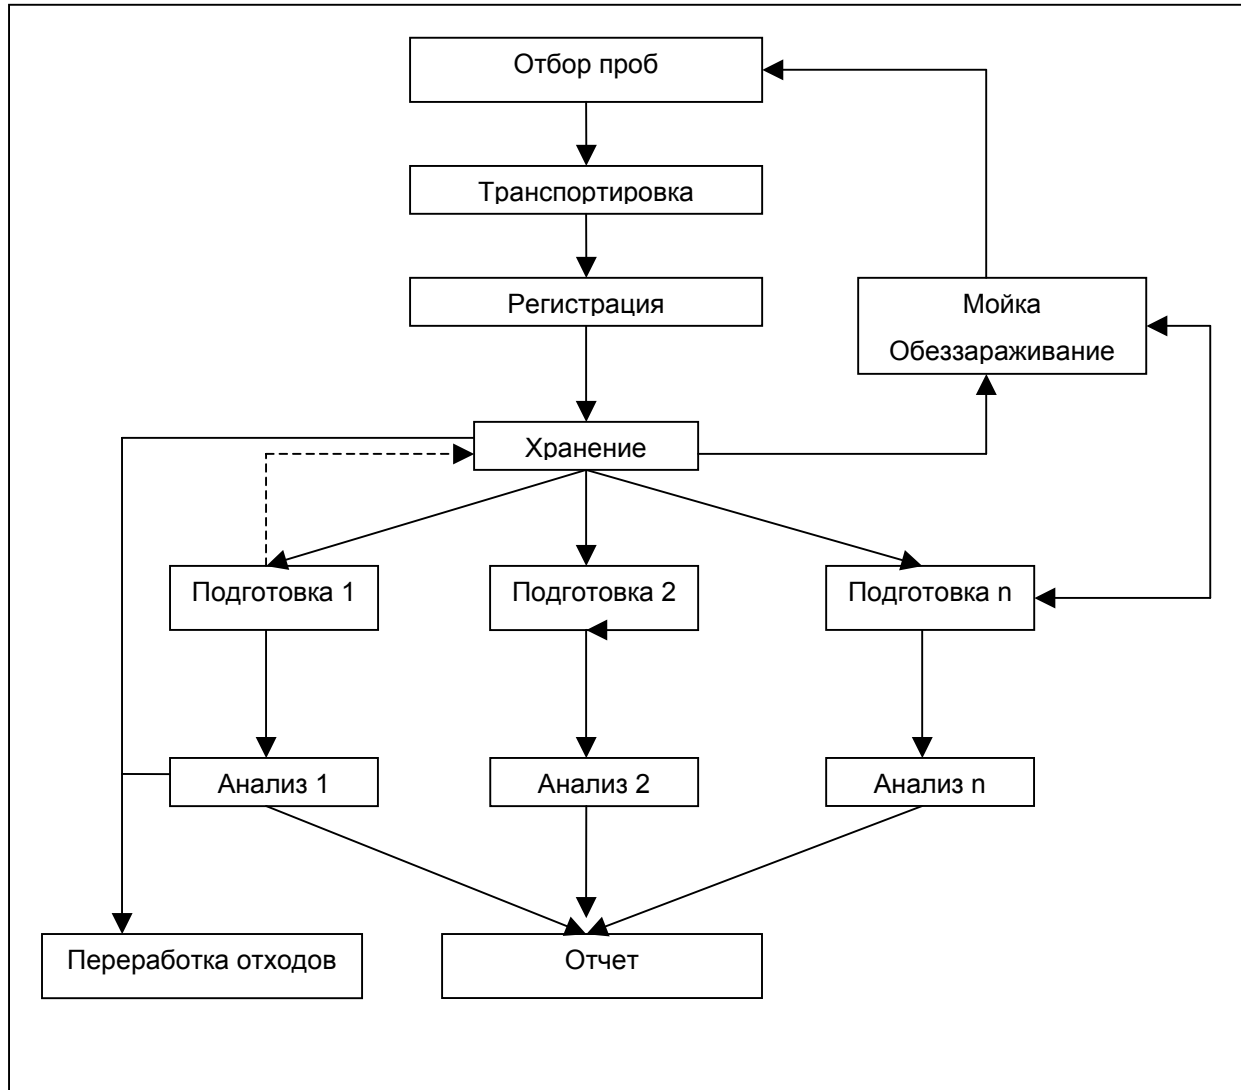 Отбор проб
Транспортировка
Регистрация
Мойка
Обеззараживание
Хранение
Подготовка 1
Подготовка 2
Подготовка n
Анализ 1
Анализ 2
Анализ n
Переработка отходов
Отчет